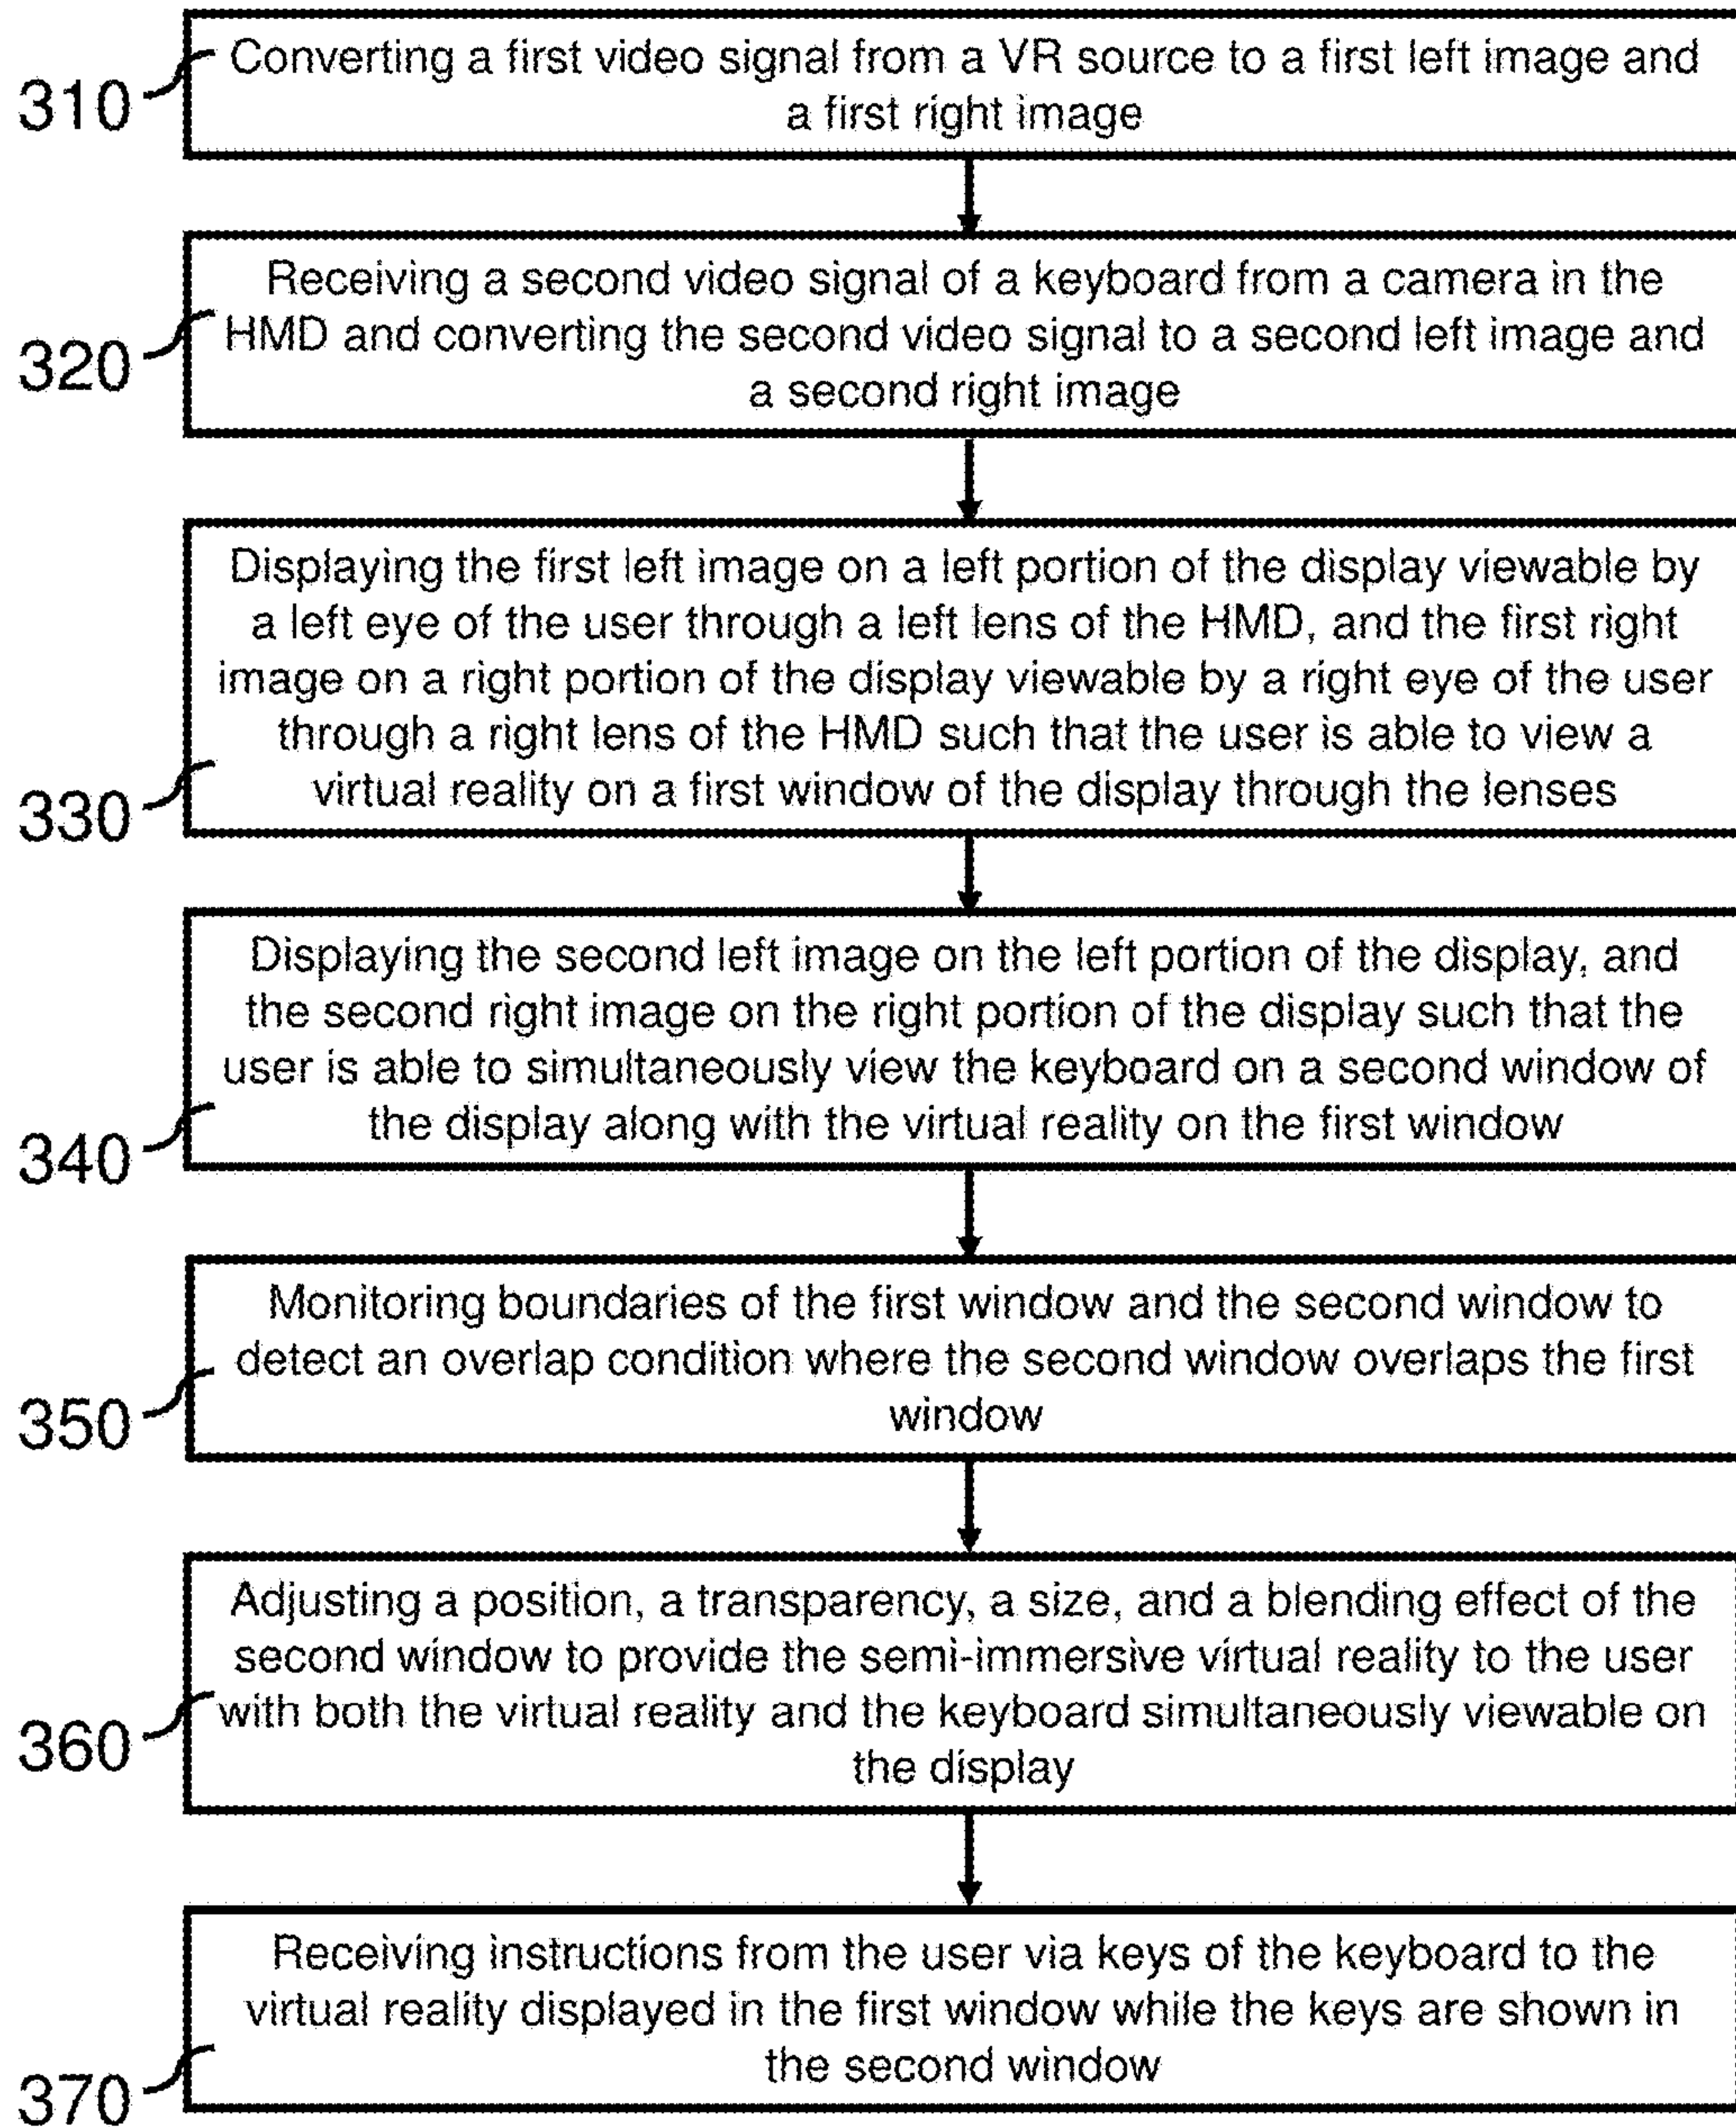 Converting a first video signal from a VR source to a first left image and
a first right image
310
Receiving a second video signal of a keyboard from a camera in the
HMD and converting the second video signal to a second left image and
a second right image
320
Displaying the first left image on a left portion of the display viewable by
a left eye of the user through a left lens of the HMD, and the first right
image on a right portion of the display viewable by a right eye of the user
through a right lens of the HMD such that the user is able to view a
virtual reality on a first window of the display through the lenses
330
Displaying the second left image on the left portion of the display, and
the second right image on the right portion of the display such that the
user is able to simultaneously view the keyboard on a second window of
the display along with the virtual reality on the first window
340
Monitoring boundaries of the first window and the second window to
detect an overlap condition where the second window overlaps the first
window
350
Adjusting a position, a transparency, a size, and a blending effect of the
second window to provide the semi-immersive virtual reality to the user
with both the virtual reality and the keyboard simultaneously viewable on
the display
360
Receiving instructions from the user via keys of the keyboard to the
virtual reality displayed in the first window while the keys are shown in
the second window
370